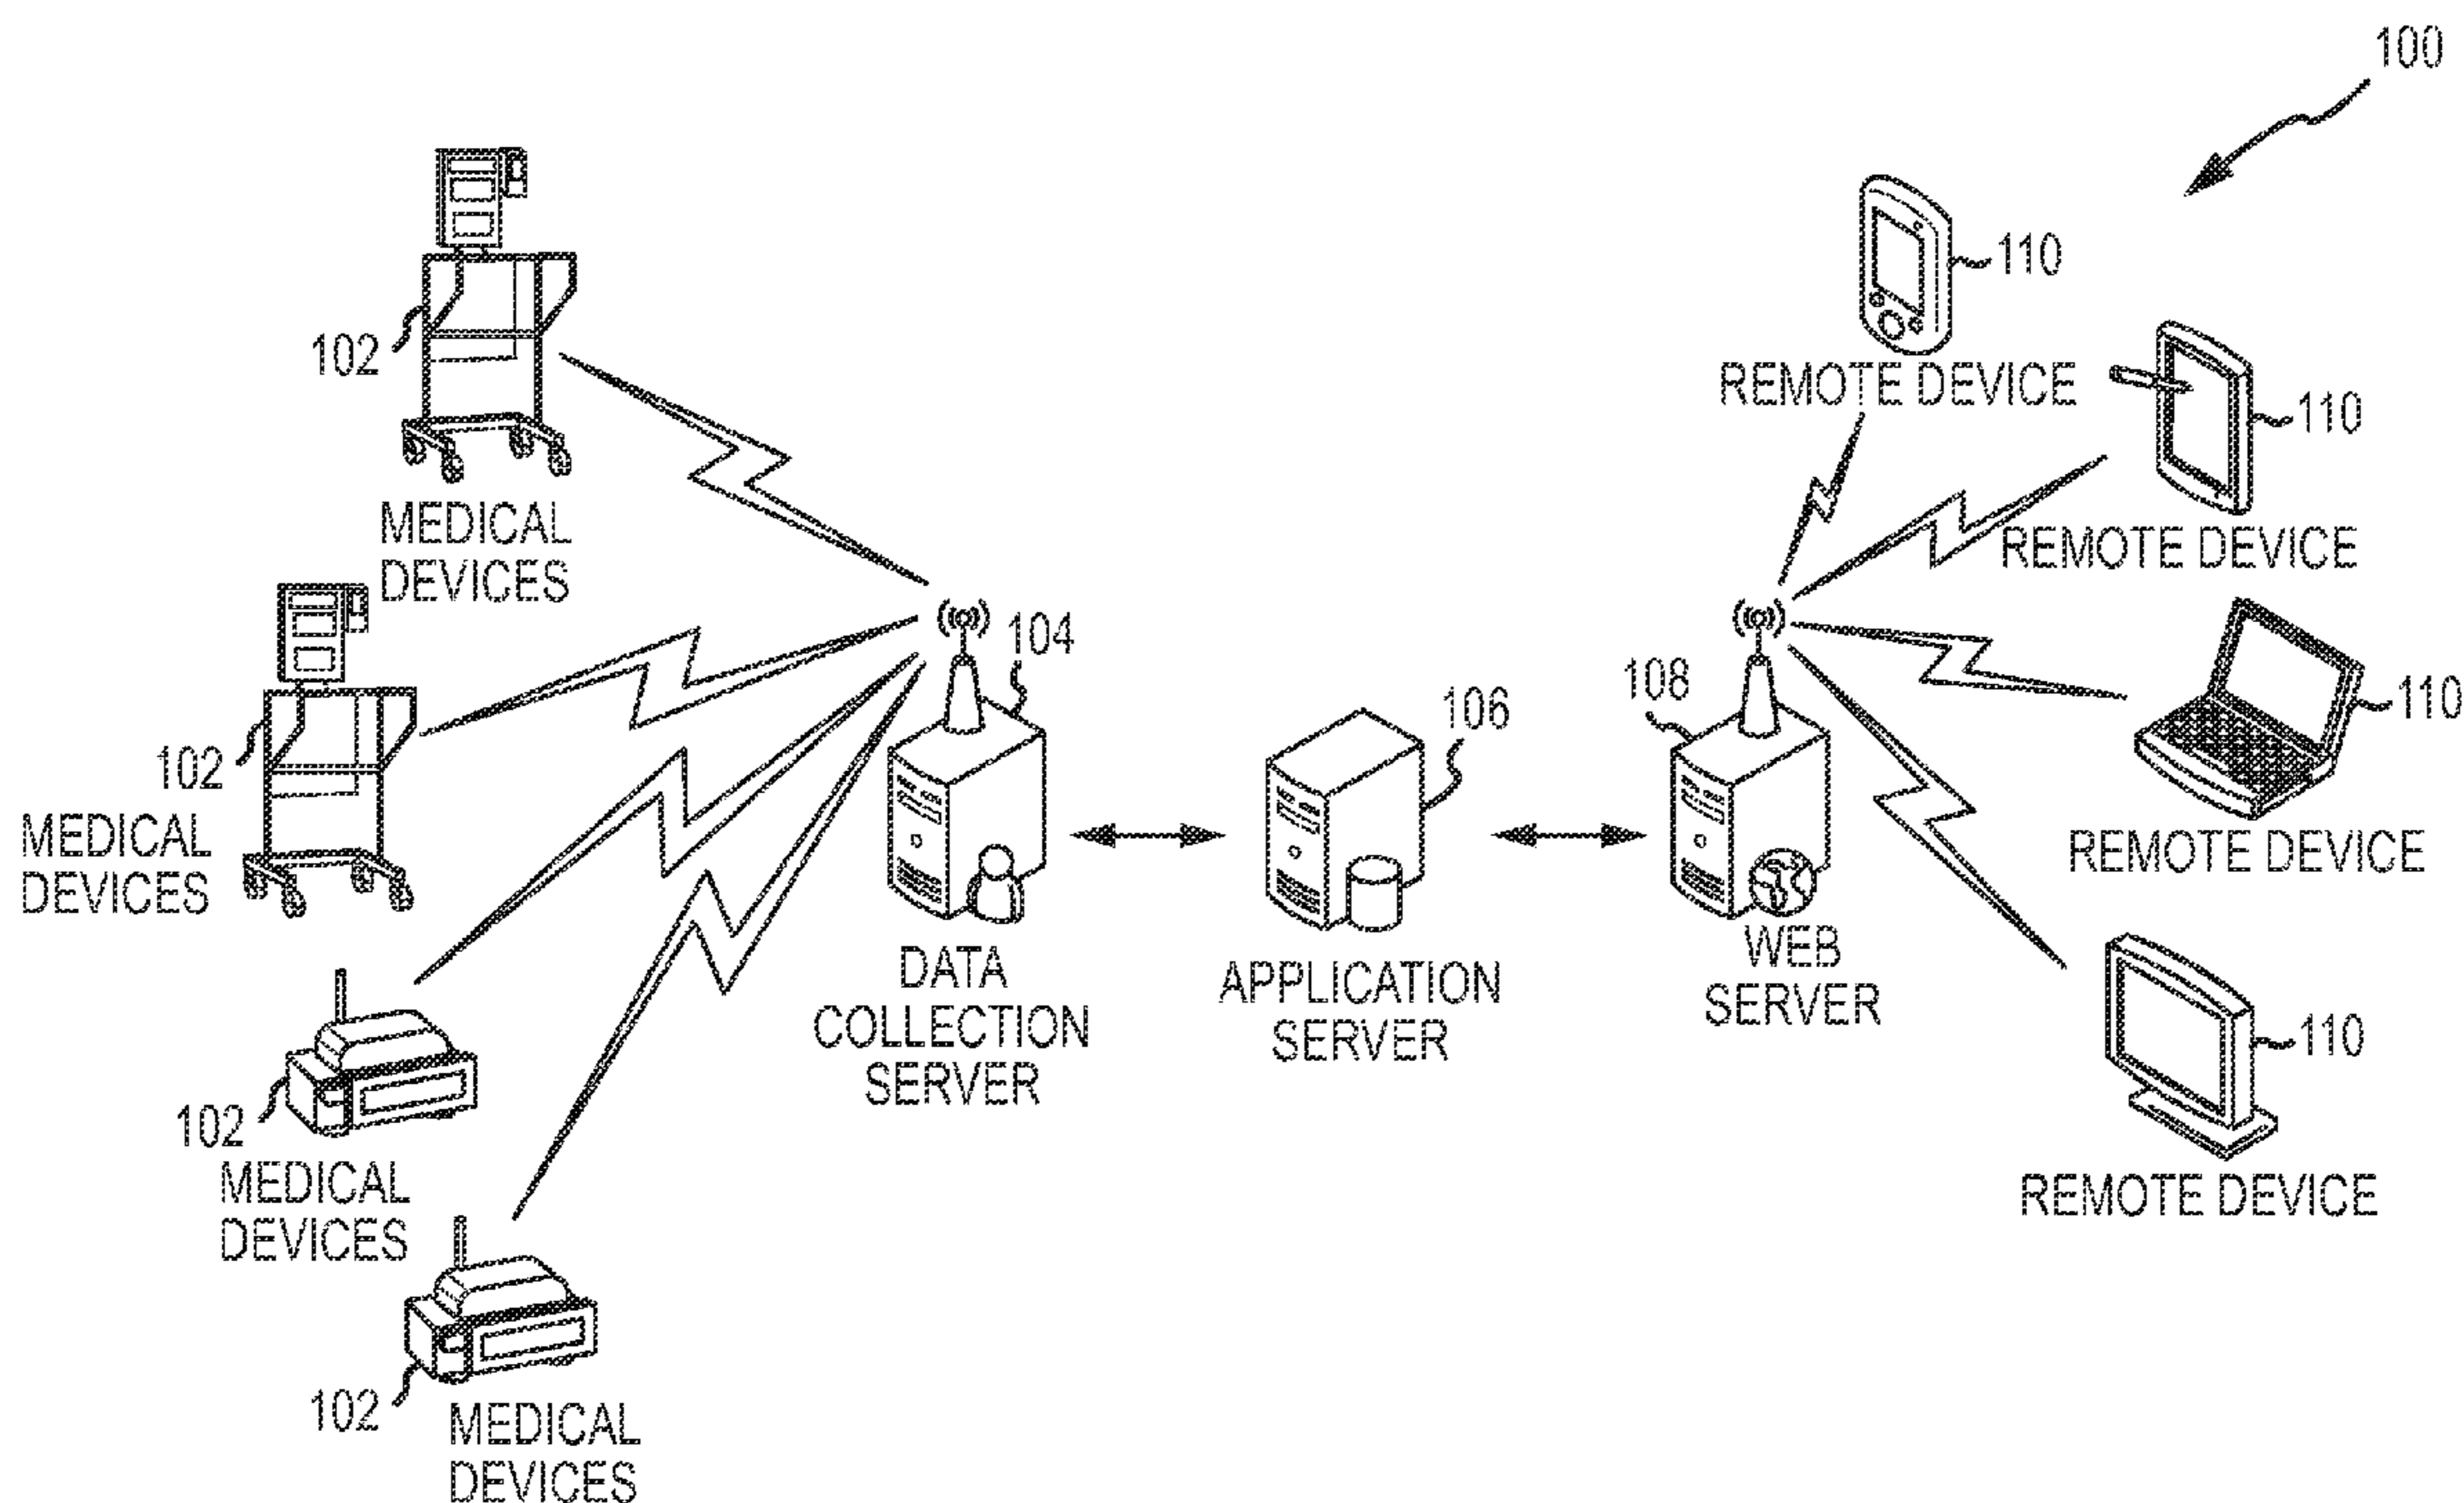 100
110
REMOTE DEVICE
110
REMOTE DEVICE
102
MEDICAL
DEVICES
104
108
110
REMOTE DEVICE
106
102
MEDICAL
DEVICES
DATA
COLLECTION
SERVER
APPLICATION
SERVER
WEB
SERVER
110
REMOTE DEVICE
102
MEDICAL
DEVICES
102
MEDICAL
DEVICES